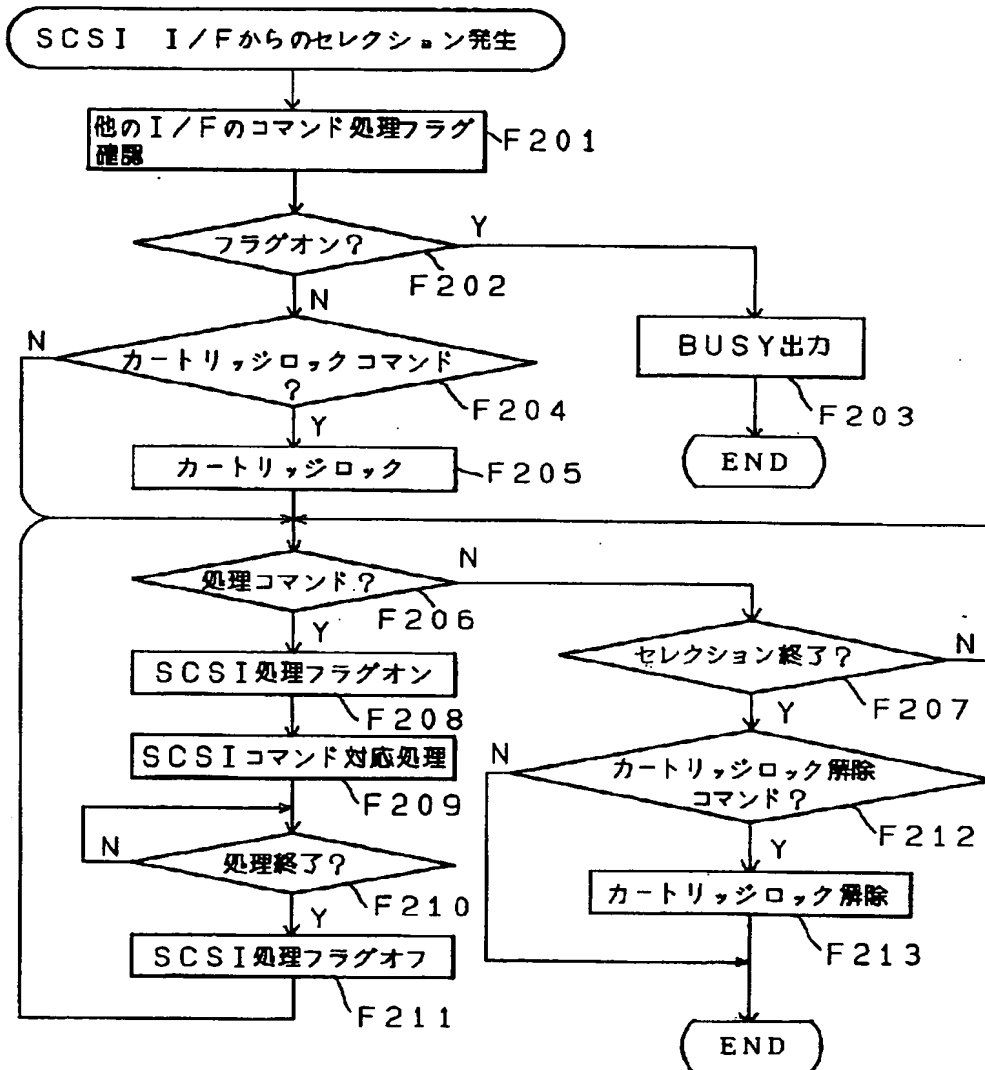 SCSI I/Fからのセレクション発生
他のI/Fのコマンド処理フラグ
確認
F201
フラグオン?
Y
F202
N
BUSY出力
F203
END
N
カートリッジロックコマンド
?
F204
Y
カートリッジロック
F205
処理コマンド?
N
F206
Y
セレクション終了?
N
F207
Y
SCSI処理フラグオン
F208
SCSIコマンド対応処理
F209
N
処理終了?
F210
Y
SCSI処理フラグオフ
F211
N
カートリッジロック解除
コマンド?
F212
Y
カートリッジロック解除
F213
END